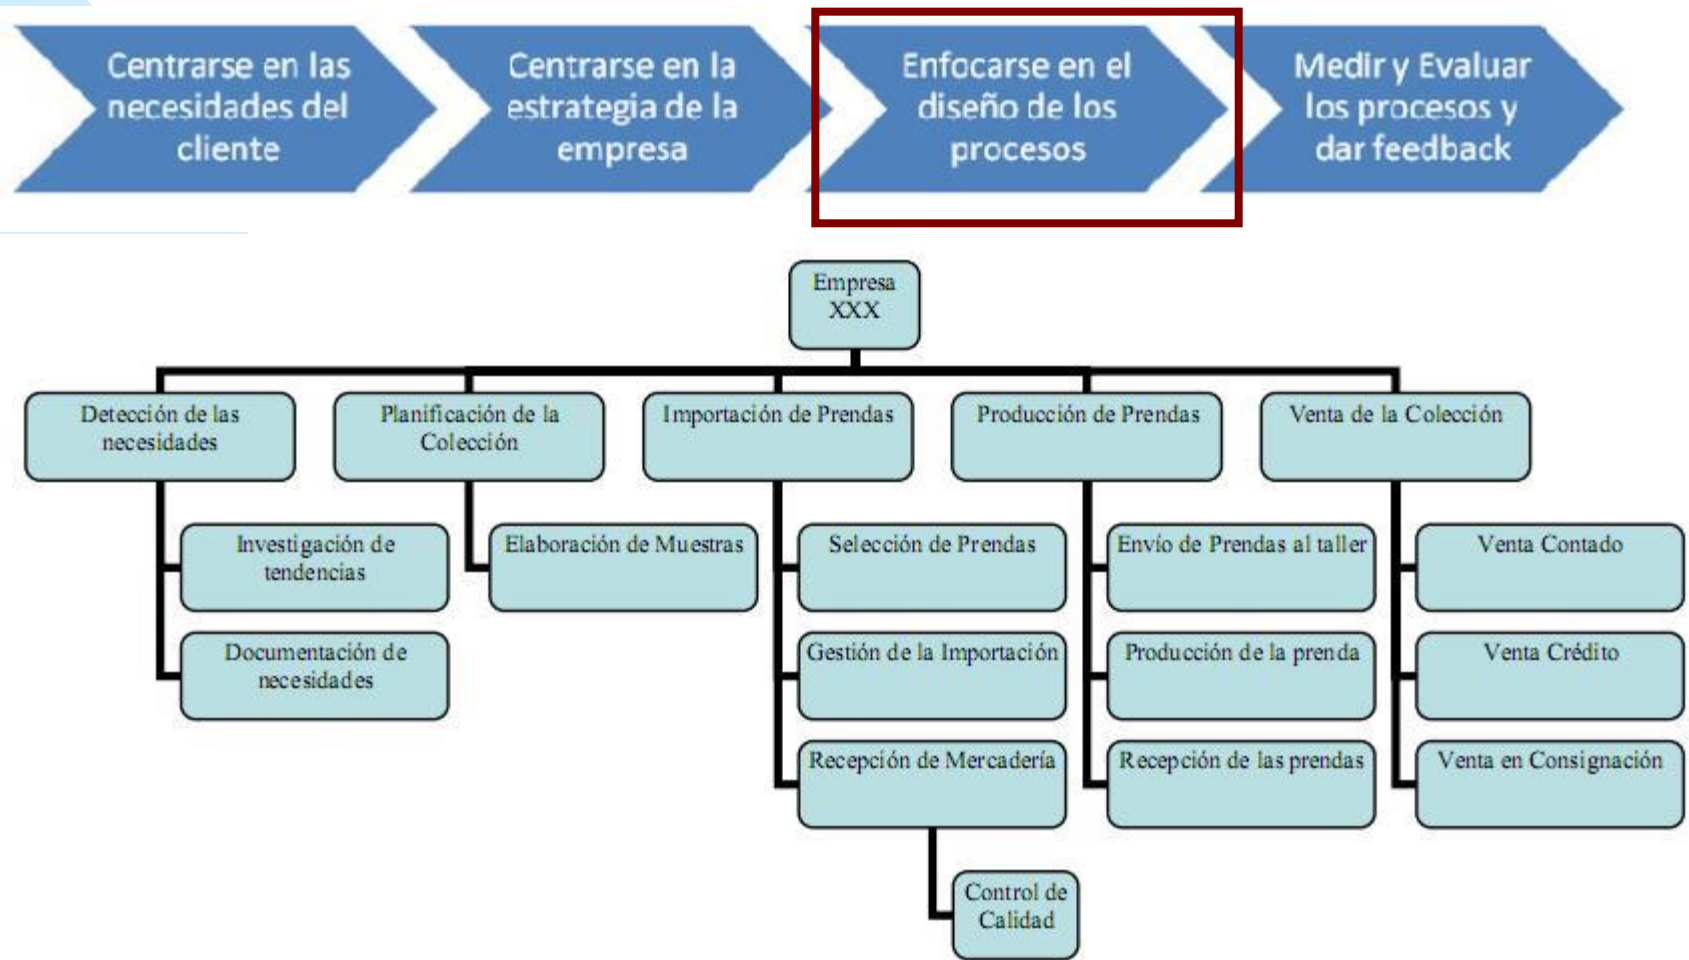 Centrarse en las
necesidades del
cliente
Centrarse en la
estrategia de la
empresa
Enfocarse en el
diseño de los
procesos
Medir y Evaluar
los procesos y
dar feedback
Empresa
XXX
Detección de las
necesidades
Planificación de la
Colección
Importación de Prendas
Producción de Prendas
Venta de la Colección
Investigación de
tendencias
Documentación de
necesidades
Elaboración de Muestras
Selección de Prendas
Gestión de la Importación
Recepción de Mercadería
Control de
Calidad
Envío de Prendas al taller
Producción de la prenda
Recepción de las prendas
Venta Contado
Venta Crédito
Venta en Consignación